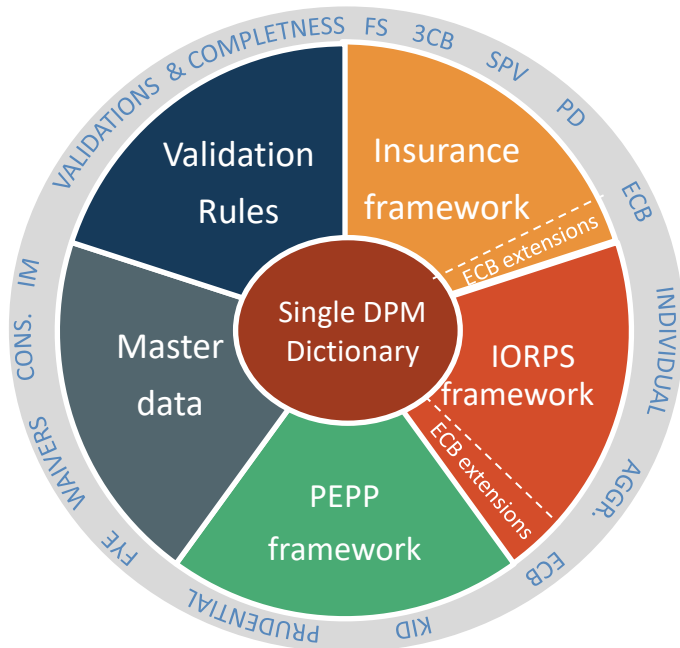 VALIDATIONS & COMPLETNESS
FS
3CB
SPV
PD
ECB
INDIVIDUAL
AGGR.
ECB
KID
PRUDENTIAL
FYE
WAIVERS
CONS.
IM
Validation
Rules
Insurance
framework
ECB extensions
Single DPM
Dictionary
IORPS
framework
ECB extensions
Master
data
PEPP
framework